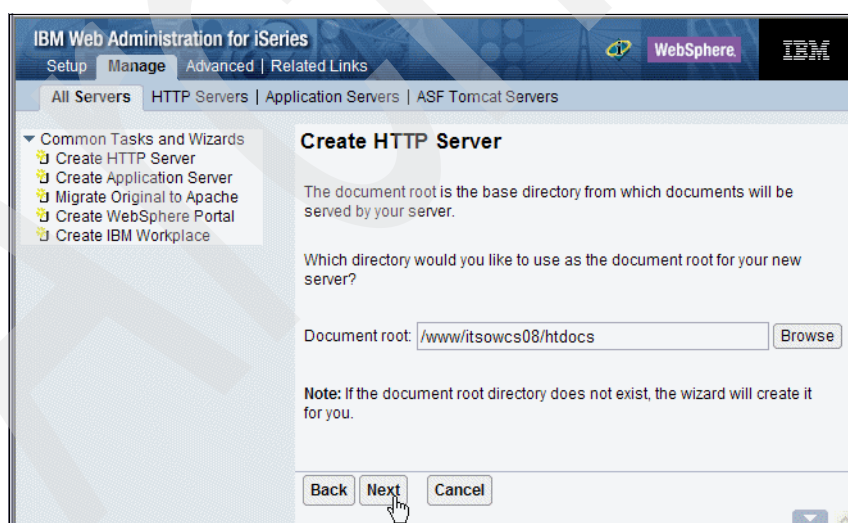 IBM Web Administration for iSeries
WebSphere.
IBM
Setup Manage Advanced | Related Links
All Servers HTTP Servers | Application Servers | ASF Tomcat Servers
Common Tasks and Wizards
Create HTTP Server
Create Application Server
Migrate Original to Apache
Create WebSphere Portal
Create IBM Workplace
Create HTTP Server
The document root is the base directory from which documents will be
served by your server.
Which directory would you like to use as the document root for your new
server?
Document root: /www/itsowcs08/htdocs Browse
Note: If the document root directory does not exist, the wizard will create it
for you.
Back Next Cancel